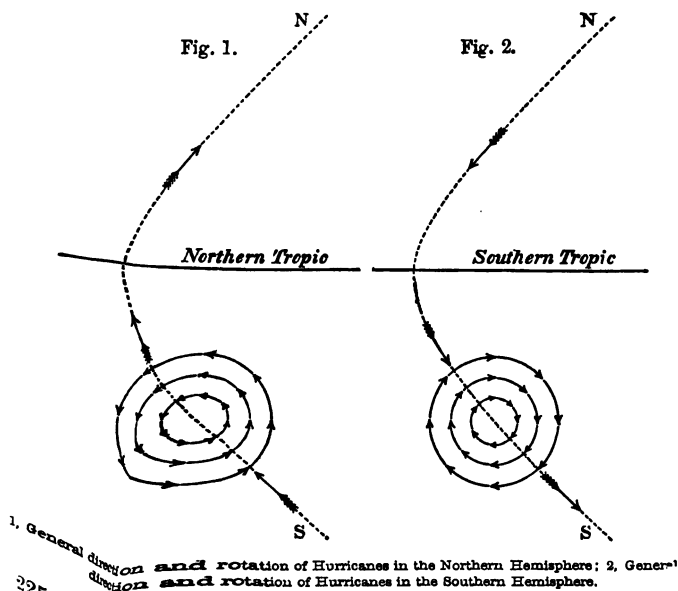 N
N
Fig. 1.
Fig. 2.
Northern Tropic
Southern Tropic
S
S
1, General direction and rotation of Hurricanes in the Northern Hemisphere; 2, General
direction and rotation of Hurricanes in the Southern Hemisphere.